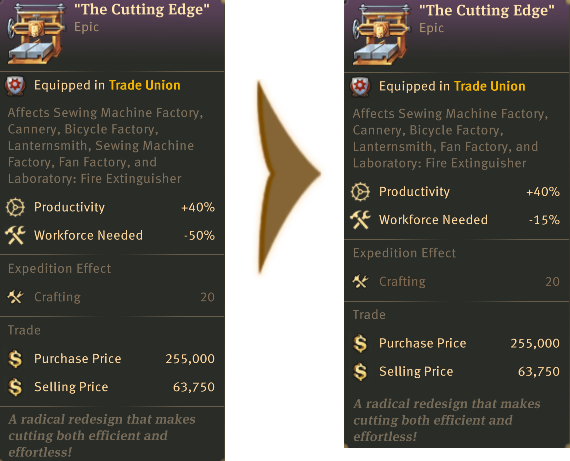 "The Cutting Edge"
Epic
Equipped in Trade Union
Affects Sewing Machine Factory,
Cannery, Bicycle Factory,
Lanternsmith, Sewing Machine
Factory, Fan Factory, and
Laboratory: Fire Extinguisher
Productivity +40%
Workforce Needed -50%
Expedition Effect
Crafting 20
Trade
Purchase Price 255,000
Selling Price 63,750
A radical redesign that makes
cutting both efficient and
effortless!
"The Cutting Edge"
Epic
Equipped in Trade Union
Affects Sewing Machine Factory,
Cannery, Bicycle Factory,
Lanternsmith, Fan Factory, and
Laboratory: Fire Extinguisher
Productivity +40%
Workforce Needed -15%
Expedition Effect
Crafting 20
Trade
Purchase Price 255,000
Selling Price 63,750
A radical redesign that makes
cutting both efficient and
effortless!